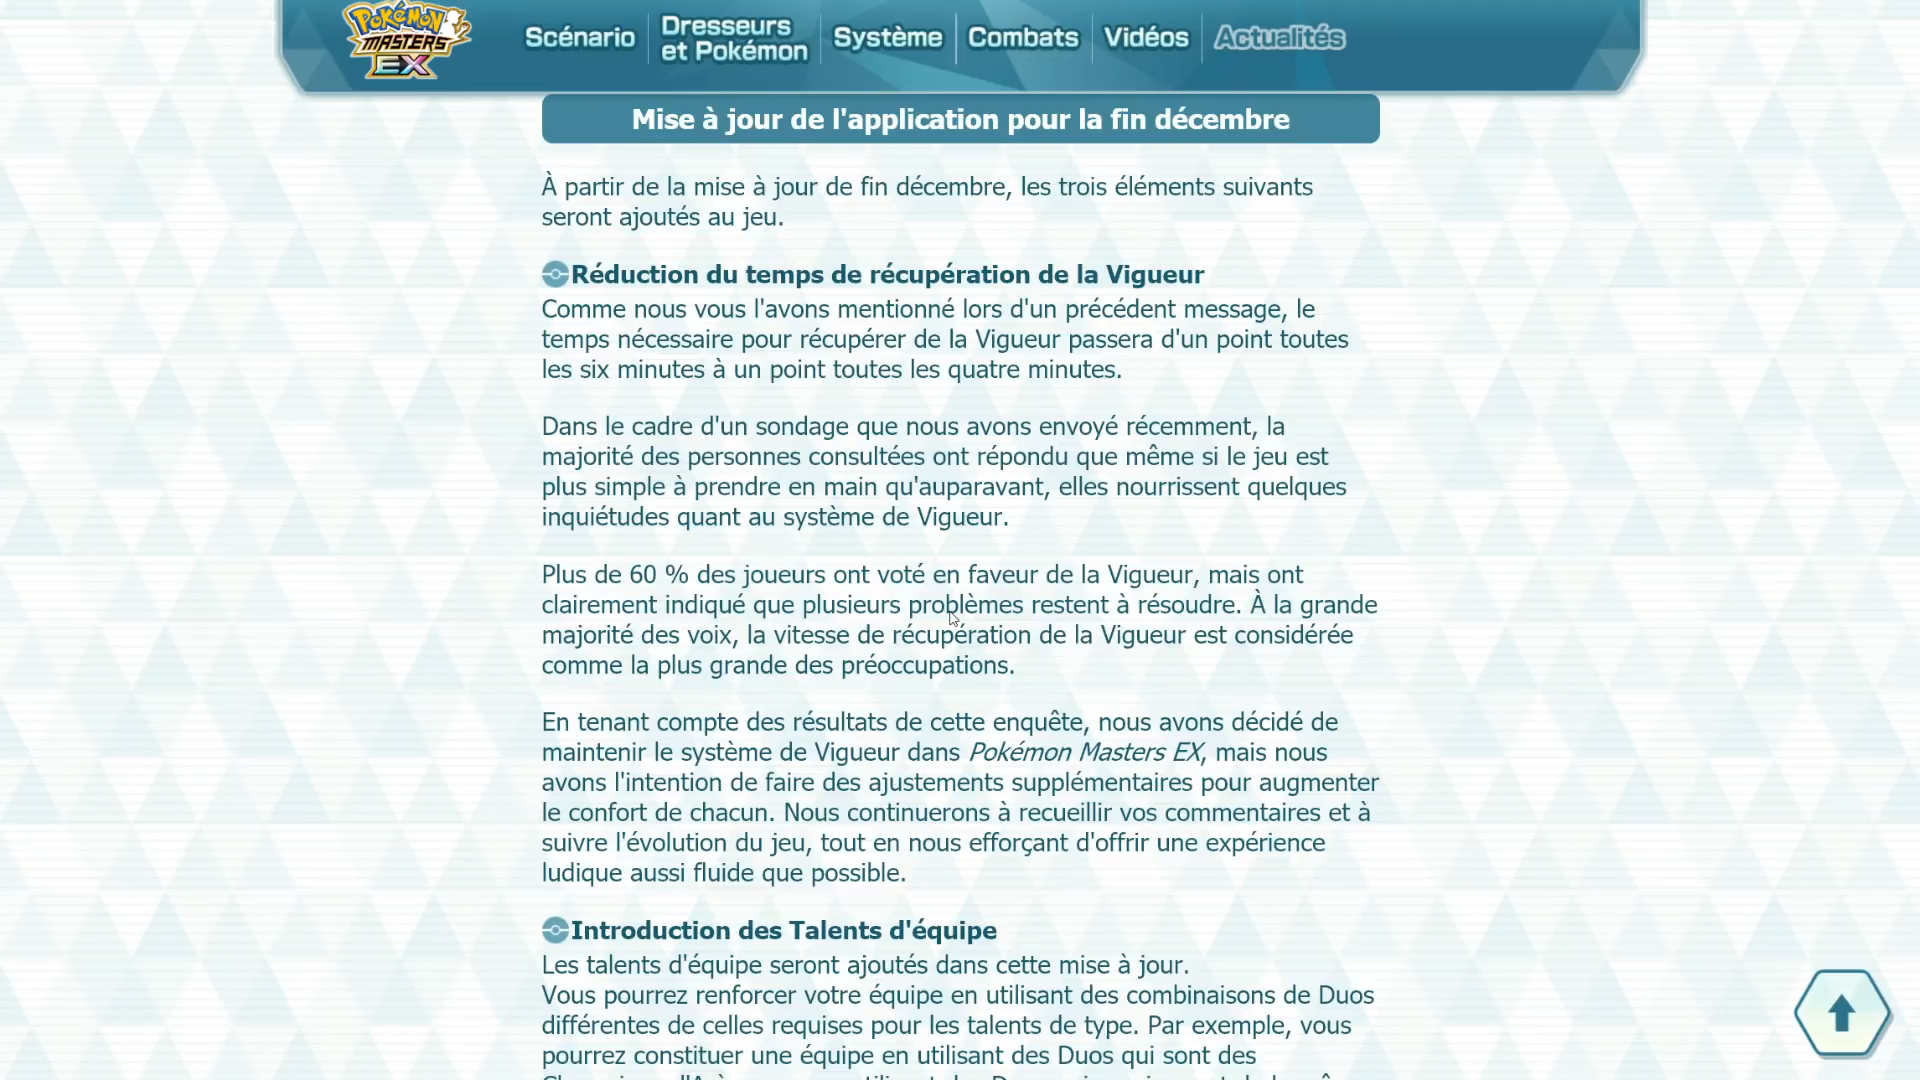 Pokémon
MASTERS
EX
Scénario
Dresseurs
et Pokémon
Système
Combats
Vidéos
Actualités
Mise à jour de l'application pour la fin décembre
À partir de la mise à jour de fin décembre, les trois éléments suivants
seront ajoutés au jeu.
Réduction du temps de récupération de la Vigueur
Comme nous vous l'avons mentionné lors d'un précédent message, le
temps nécessaire pour récupérer de la Vigueur passera d'un point toutes
les six minutes à un point toutes les quatre minutes.
Dans le cadre d'un sondage que nous avons envoyé récemment, la
majorité des personnes consultées ont répondu que même si le jeu est
plus simple à prendre en main qu'auparavant, elles nourrissent quelques
inquiétudes quant au système de Vigueur.
Plus de 60 % des joueurs ont voté en faveur de la Vigueur, mais ont
clairement indiqué que plusieurs problèmes restent à résoudre. À la grande
majorité des voix, la vitesse de récupération de la Vigueur est considérée
comme la plus grande des préoccupations.
En tenant compte des résultats de cette enquête, nous avons décidé de
maintenir le système de Vigueur dans Pokémon Masters EX, mais nous
avons l'intention de faire des ajustements supplémentaires pour augmenter
le confort de chacun. Nous continuerons à recueillir vos commentaires et à
suivre l'évolution du jeu, tout en nous efforçant d'offrir une expérience
ludique aussi fluide que possible.
Introduction des Talents d'équipe
Les talents d'équipe seront ajoutés dans cette mise à jour.
Vous pourrez renforcer votre équipe en utilisant des combinaisons de Duos
différentes de celles requises pour les talents de type. Par exemple, vous
pourrez constituer une équipe en utilisant des Duos qui sont des